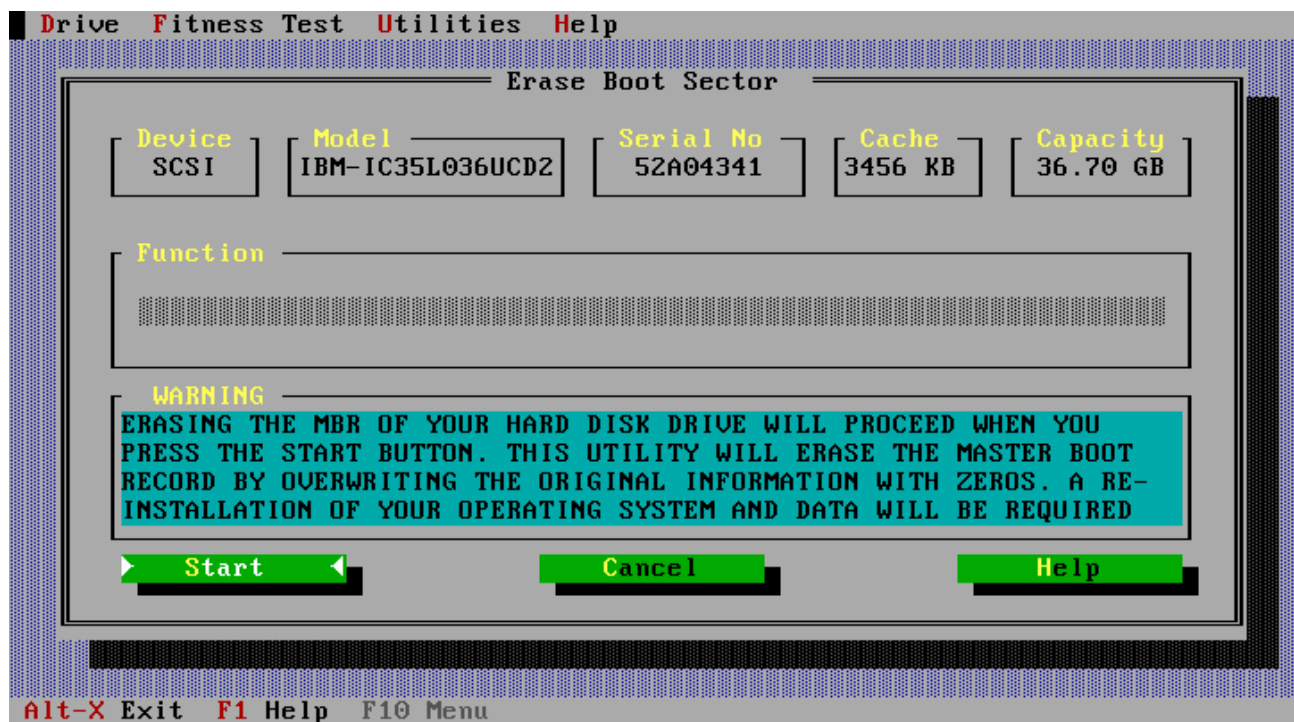 Drive Fitness Test Utilities Help
Erase Boot Sector
Device Model Serial No Cache Capacity
SCSI IBM-IC35L036UCD2 52A04341 3456 KB 36.70 GB
Function
WARNING
ERASING THE MBR OF YOUR HARD DISK DRIVE WILL PROCEED WHEN YOU
PRESS THE START BUTTON. THIS UTILITY WILL ERASE THE MASTER BOOT
RECORD BY OVERWRITING THE ORIGINAL INFORMATION WITH ZEROS. A RE-
INSTALLATION OF YOUR OPERATING SYSTEM AND DATA WILL BE REQUIRED
Start Cancel Help
Alt-X Exit F1 Help F10 Menu